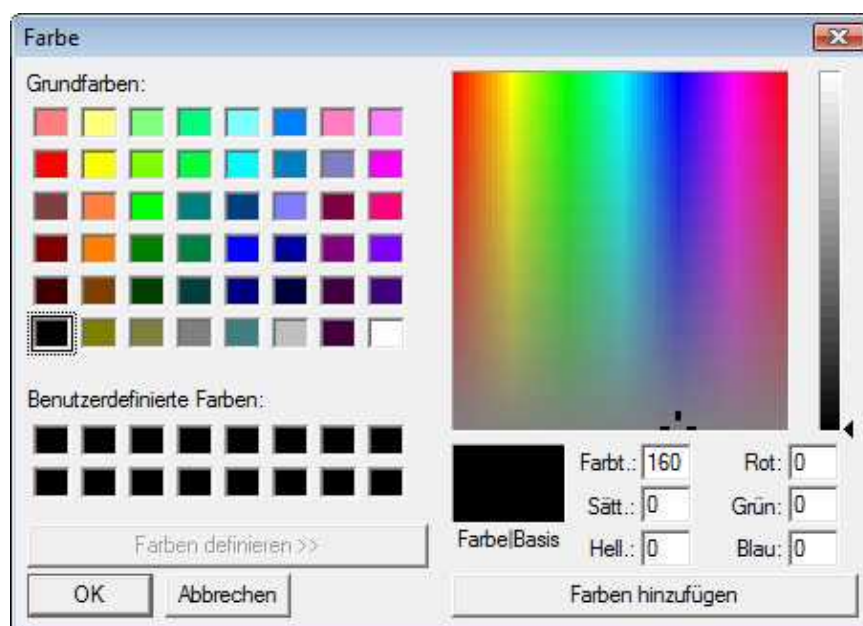 Farbe
Grundfarben:
Benutzerdefinierte Farben:
Farben definieren >>
OK
Abbrechen
Farbe|Basis
Farbt.: 160
Sätt.: 0
Hell.: 0
Rot: 0
Grün: 0
Blau: 0
Farben hinzufügen